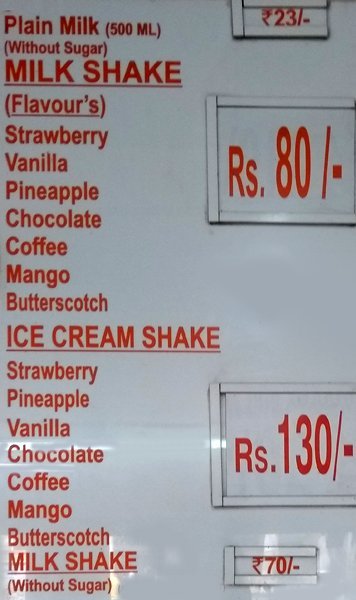 Plain Milk (500 ML) ₹23/-
(Without Sugar)
MILK SHAKE
(Flavour's)
Strawberry
Vanilla
Pineapple
Chocolate
Coffee
Mango
Butterscotch
Rs. 80/-
ICE CREAM SHAKE
Strawberry
Pineapple
Vanilla
Chocolate
Coffee
Mango
Butterscotch
Rs.130/-
MILK SHAKE ₹70/-
(Without Sugar)